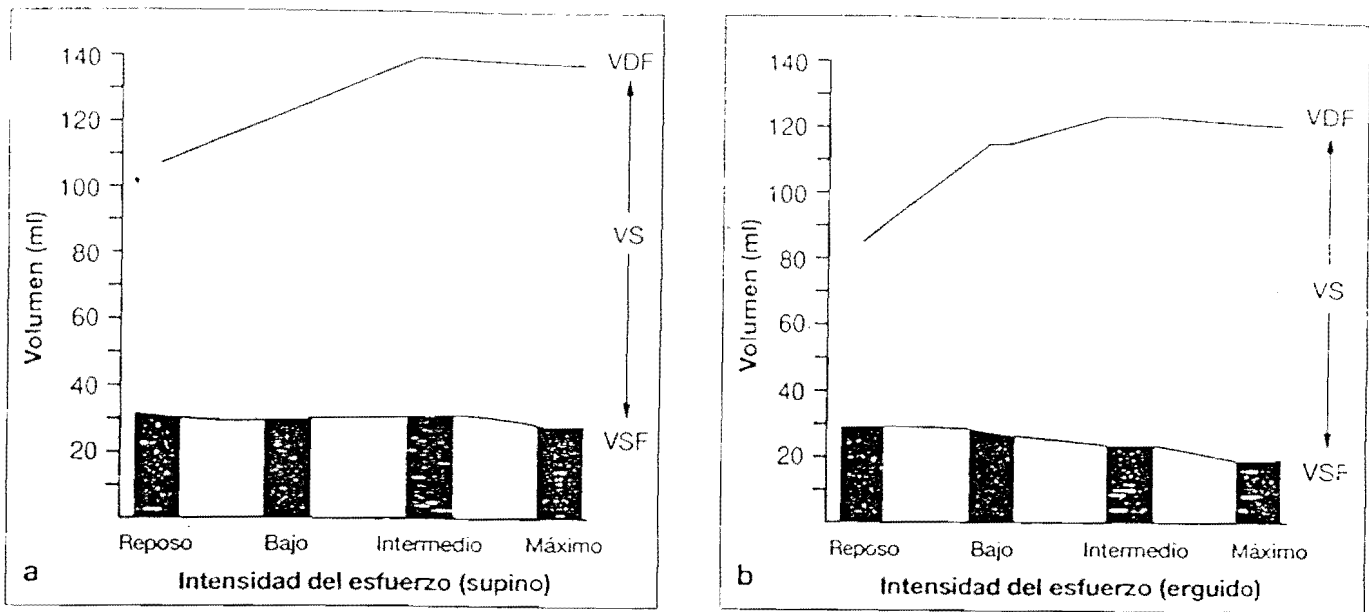 140
120
100
80
60
40
20
Volumen (ml)
VDF
VS
VSF
Reposo
Bajo
Intermedio
Máximo
a
Intensidad del esfuerzo (supino)
140
120
100
80
60
40
20
Volumen (ml)
VDF
VS
VSF
Reposo
Bajo
Intermedio
Máximo
b
Intensidad del esfuerzo (erguido)